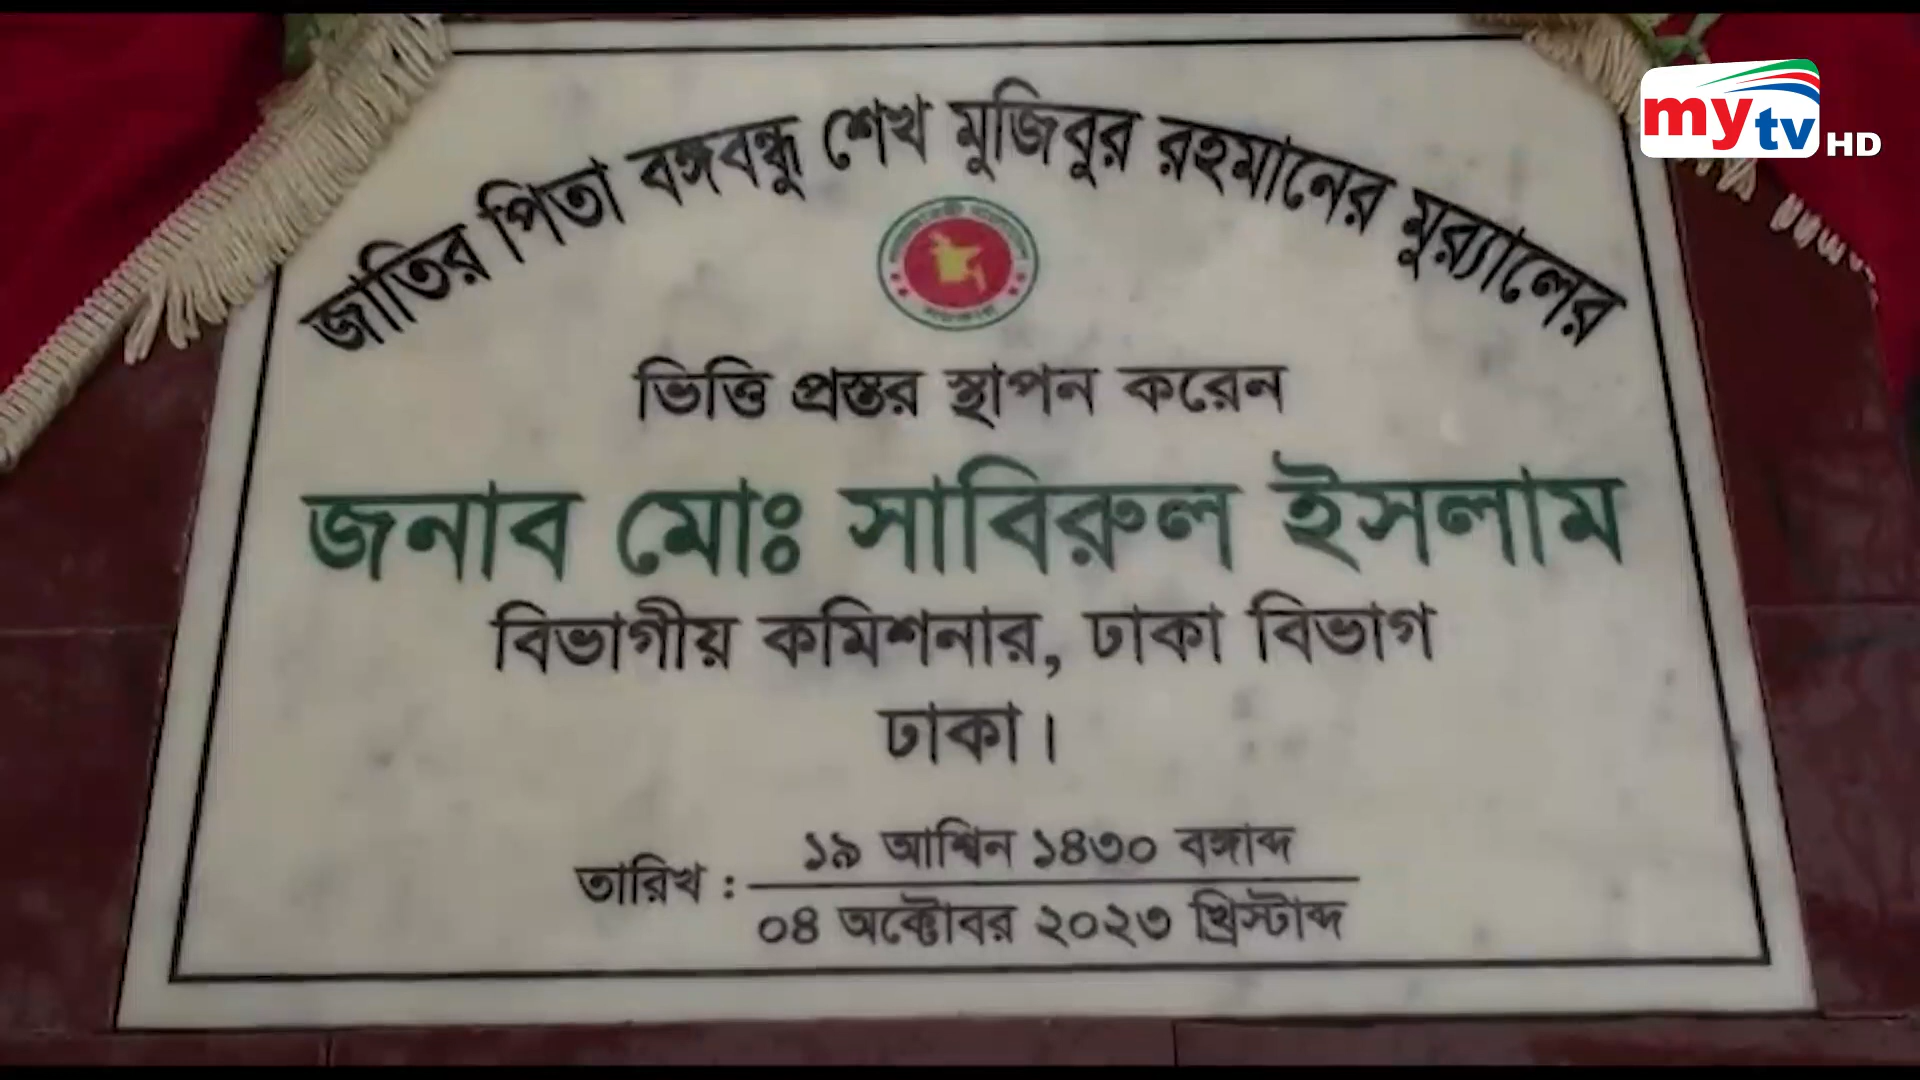 my tv HD
জাতির পিতা বঙ্গবন্ধু শেখ মুজিবুর রহমানের মুর‍্যালের
ভিত্তি প্রস্তর স্থাপন করেন
জনাব মোঃ সাবিরুল ইসলাম
বিভাগীয় কমিশনার, ঢাকা বিভাগ
ঢাকা।
তারিখ : ১৯ আশ্বিন ১৪৩০ বঙ্গাব্দ
০৪ অক্টোবর ২০২৩ খ্রিস্টাব্দ